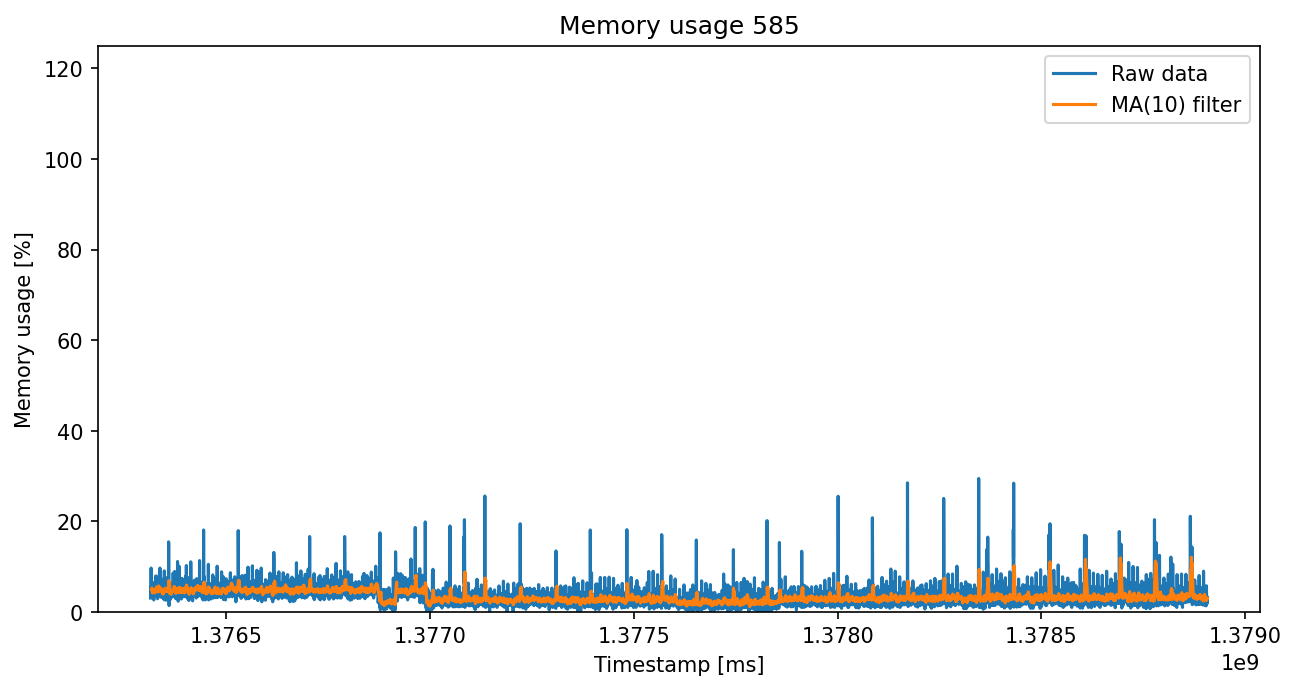 Memory usage 585
Raw data
MA(10) filter
120
100
80
60
40
20
0
Memory usage [%]
1.3765 1.3770 1.3775 1.3780 1.3785 1.3790
1e9
Timestamp [ms]